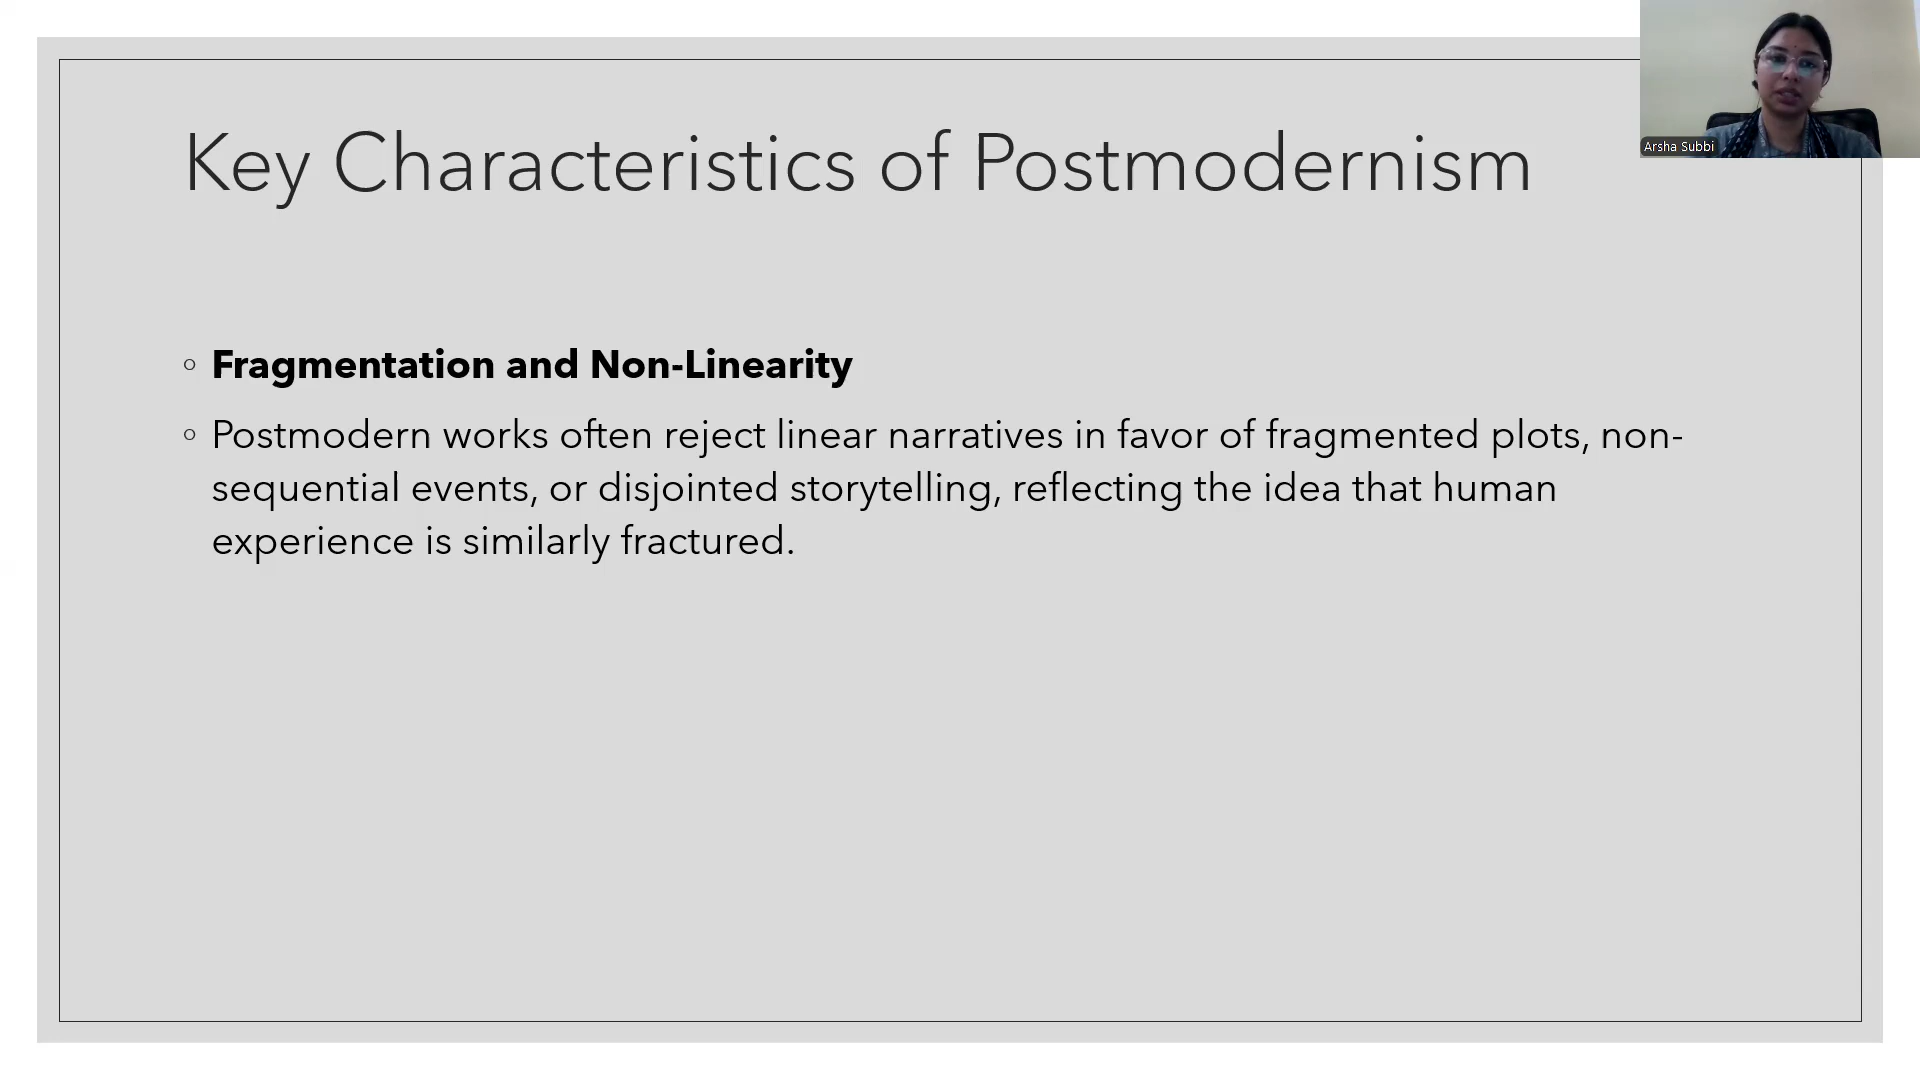 Key Characteristics of Postmodernism
Arsha Subbi
Fragmentation and Non-Linearity
Postmodern works often reject linear narratives in favor of fragmented plots, non-
sequential events, or disjointed storytelling, reflecting the idea that human
experience is similarly fractured.